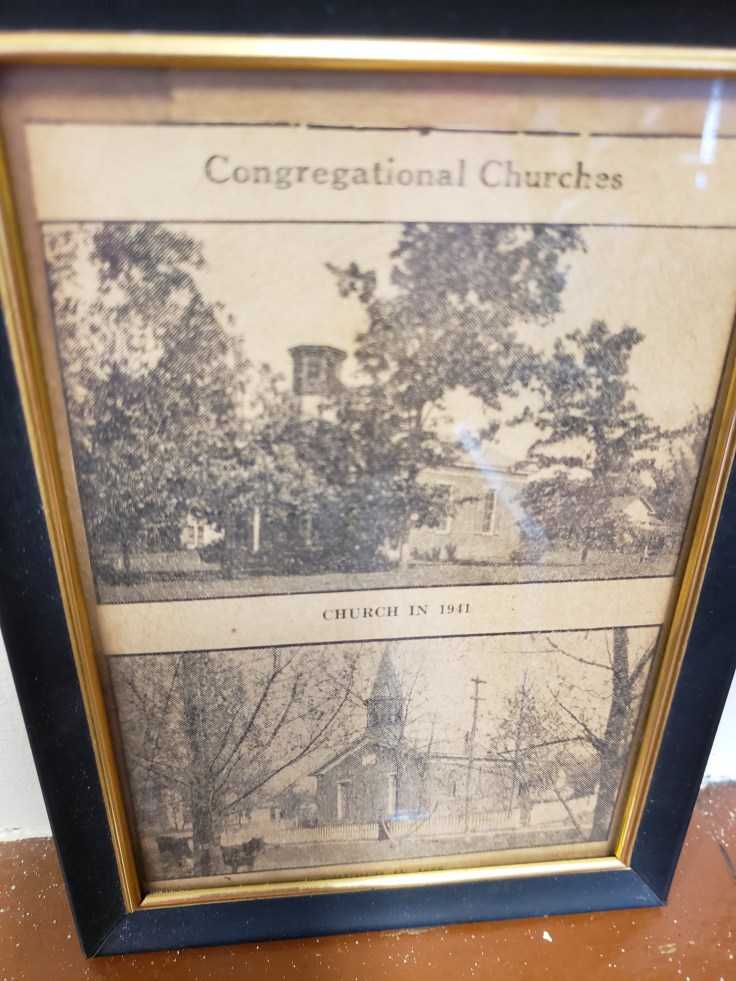 Congregational Churches
CHURCH IN 1941